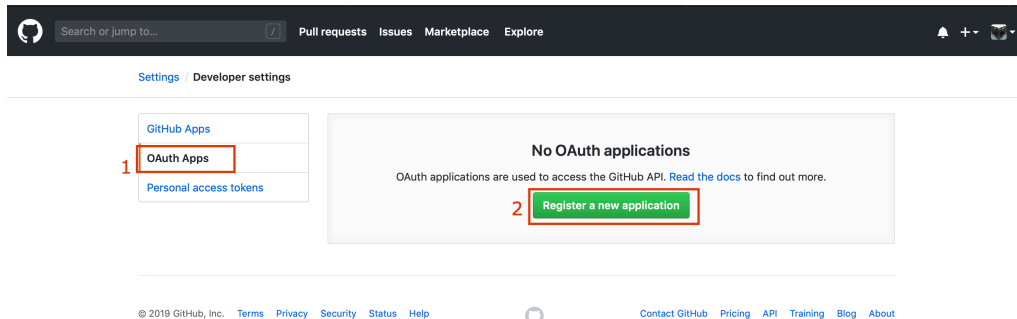 Search or jump to... / Pull requests Issues Marketplace Explore
Settings / Developer settings
GitHub Apps
1 OAuth Apps
Personal access tokens
No OAuth applications
OAuth applications are used to access the GitHub API. Read the docs to find out more.
2 Register a new application
© 2019 GitHub, Inc. Terms Privacy Security Status Help Contact GitHub Pricing API Training Blog About